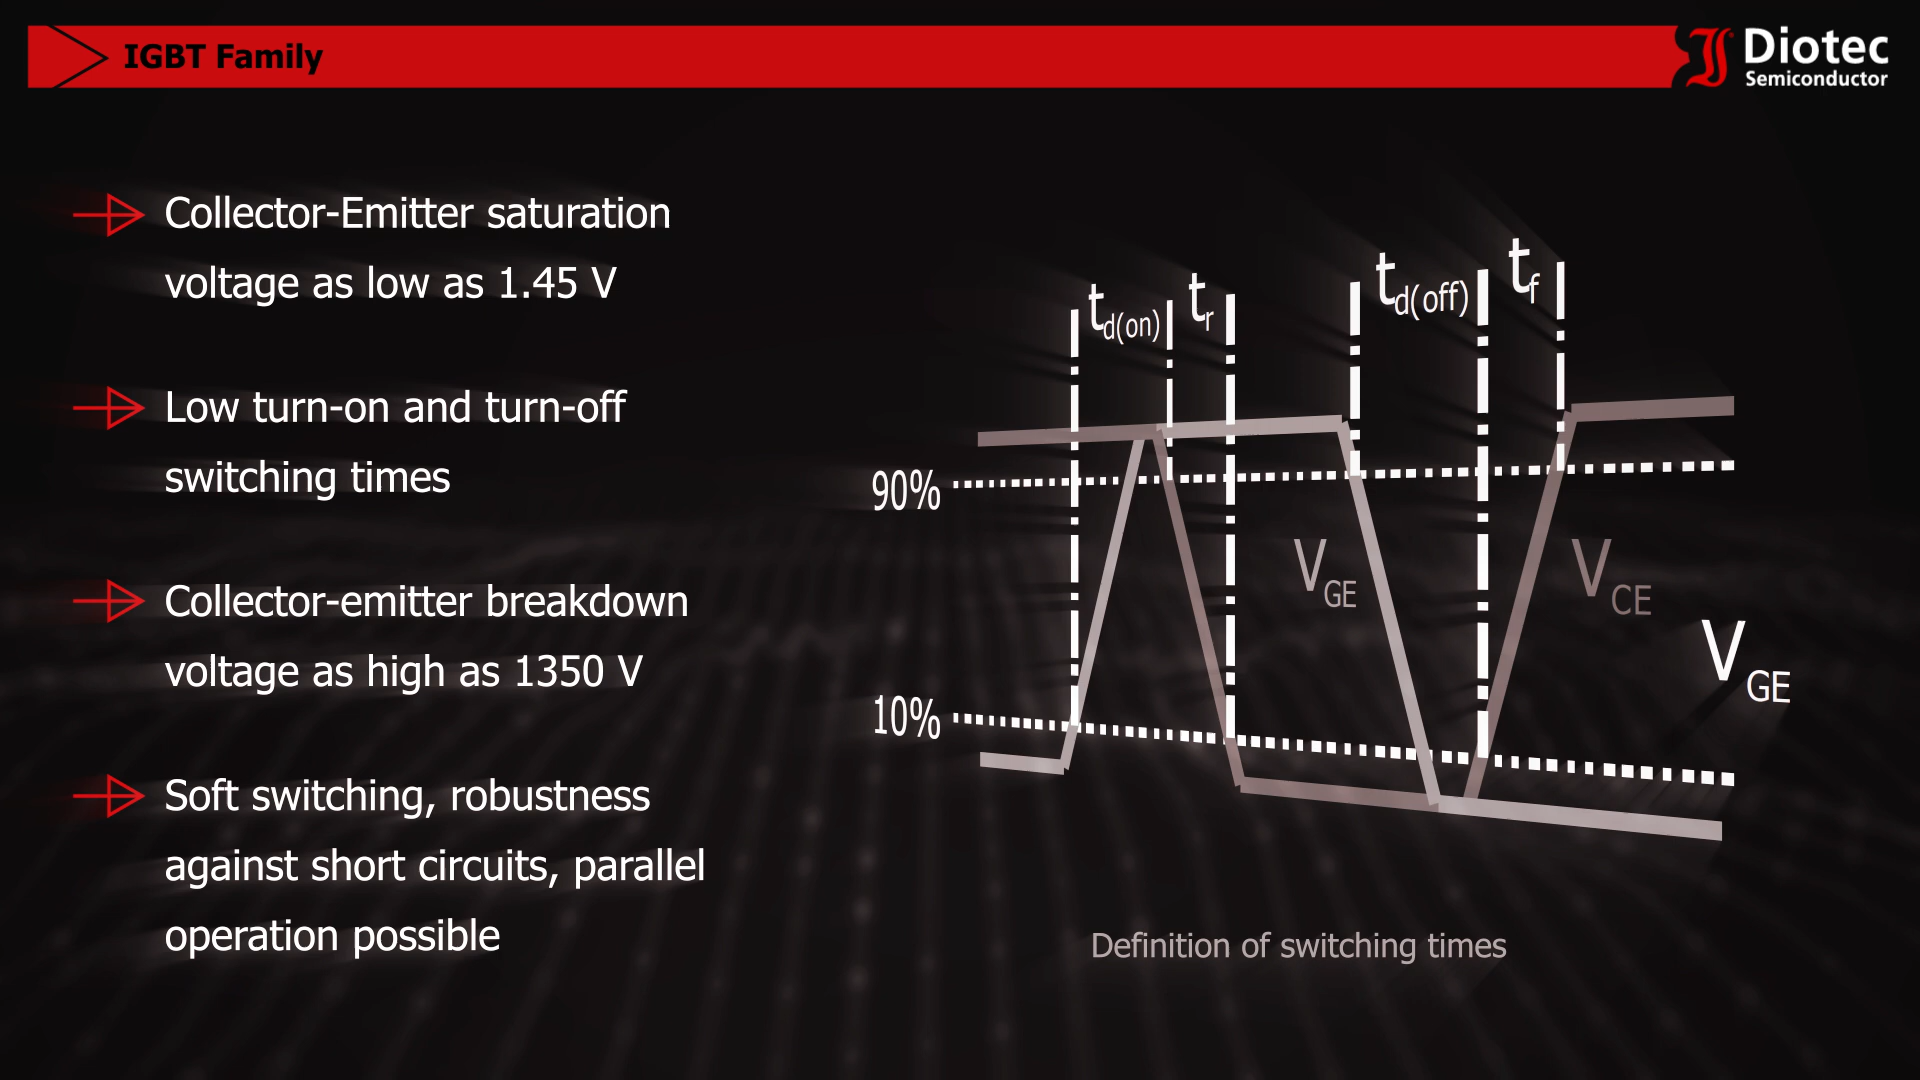 IGBT Family
Diotec
Semiconductor
Collector-Emitter saturation
voltage as low as 1.45 V
Low turn-on and turn-off
switching times
Collector-emitter breakdown
voltage as high as 1350 V
Soft switching, robustness
against short circuits, parallel
operation possible
td(on)
tr
td(off)
tf
90%
VGE
VCE
VGE
10%
Definition of switching times